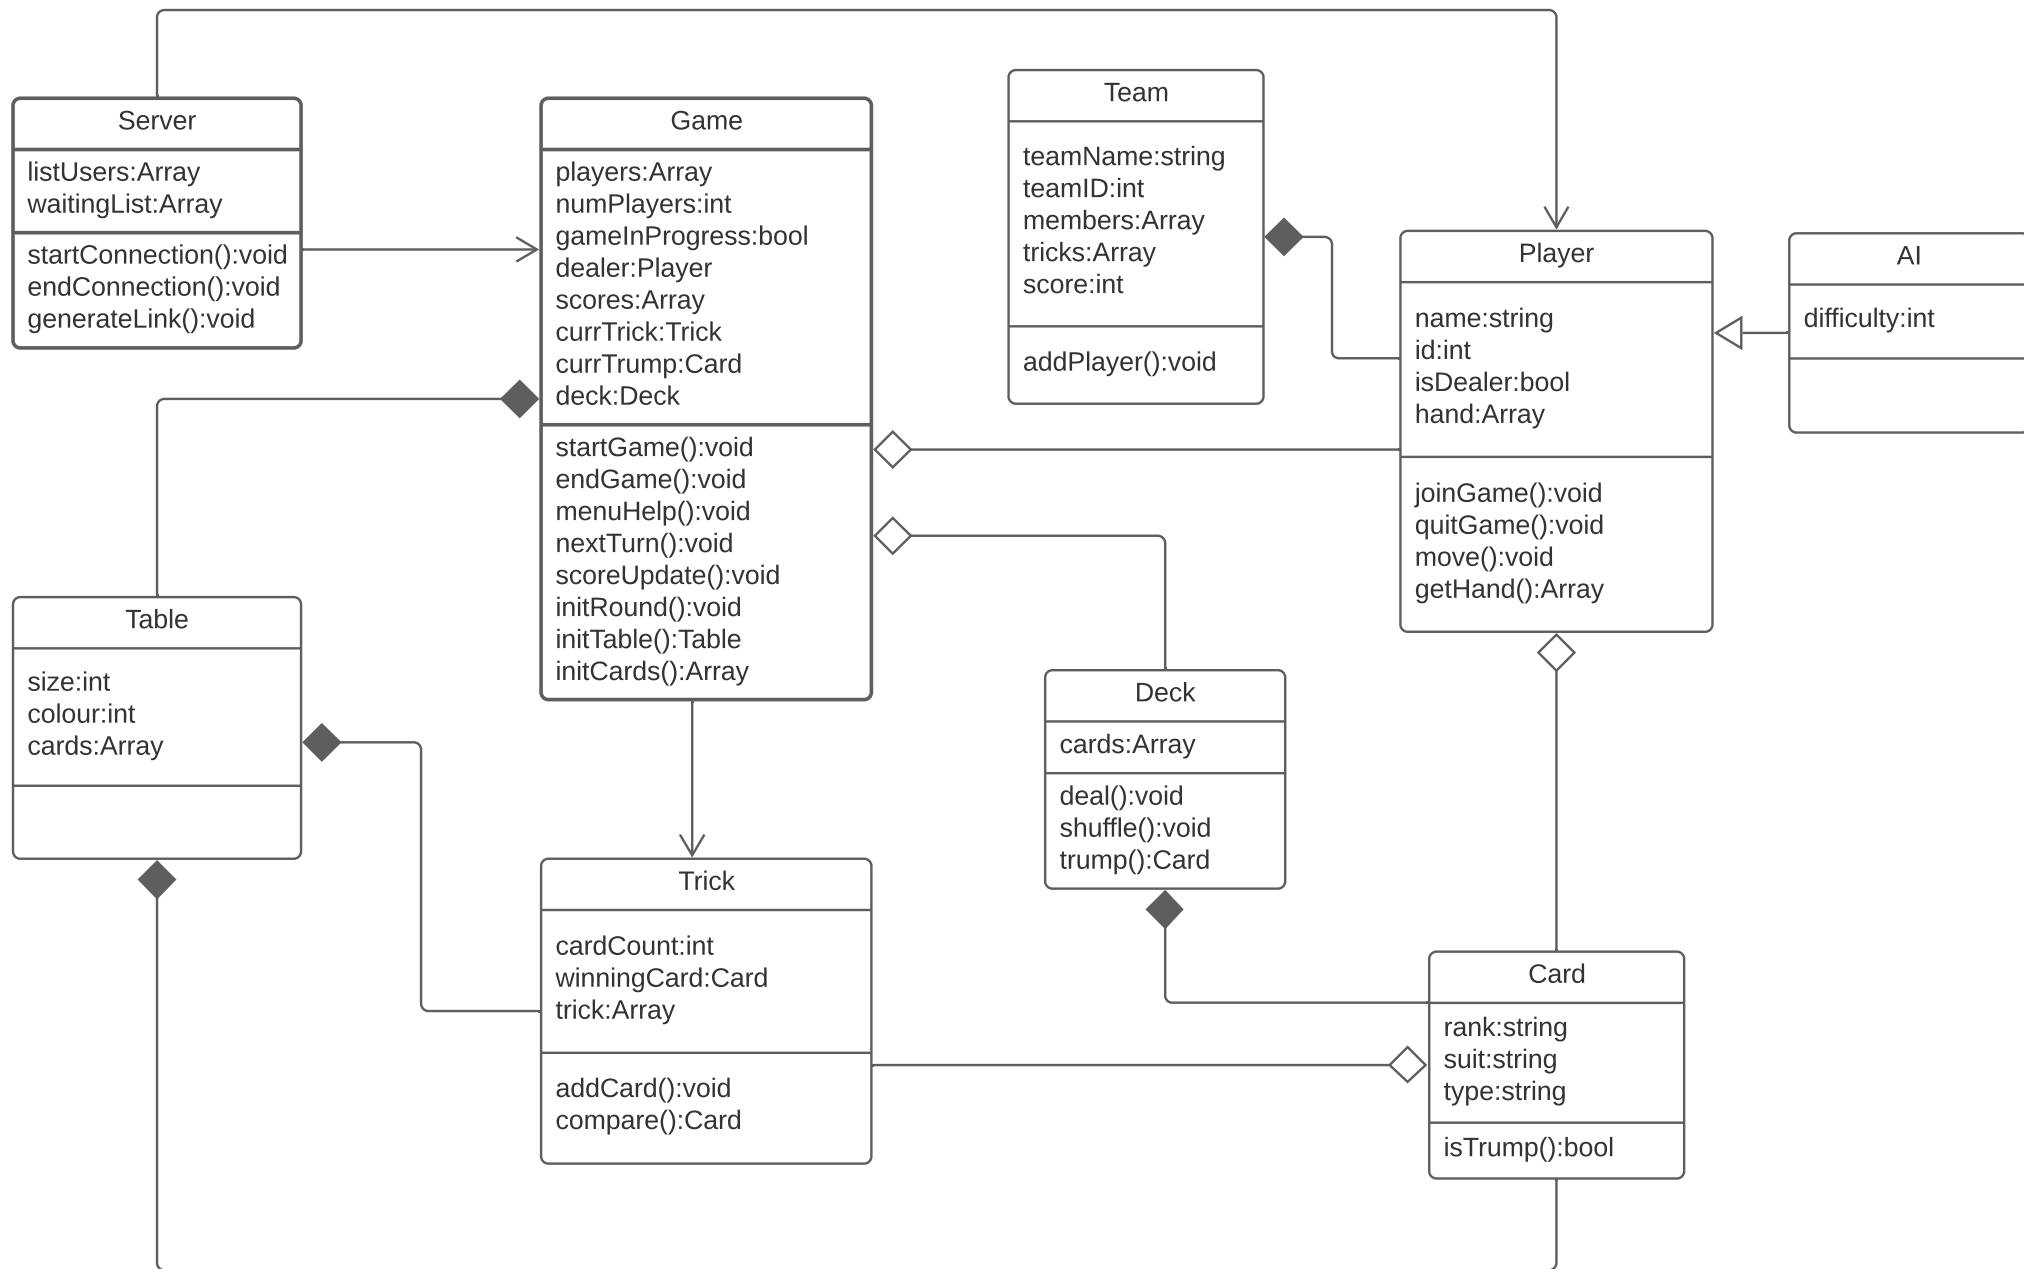 Server
listUsers:Array
waitingList:Array
startConnection():void
endConnection():void
generateLink():void
Game
players:Array
numPlayers:int
gameInProgress:bool
dealer:Player
scores:Array
currTrick:Trick
currTrump:Card
deck:Deck
startGame():void
endGame():void
menuHelp():void
nextTurn():void
scoreUpdate():void
initRound():void
initTable():Table
initCards():Array
Team
teamName:string
teamID:int
members:Array
tricks:Array
score:int
addPlayer():void
Player
name:string
id:int
isDealer:bool
hand:Array
joinGame():void
quitGame():void
move():void
getHand():Array
AI
difficulty:int
Table
size:int
colour:int
cards:Array
Deck
cards:Array
deal():void
shuffle():void
trump():Card
Trick
cardCount:int
winningCard:Card
trick:Array
addCard():void
compare():Card
Card
rank:string
suit:string
type:string
isTrump():bool